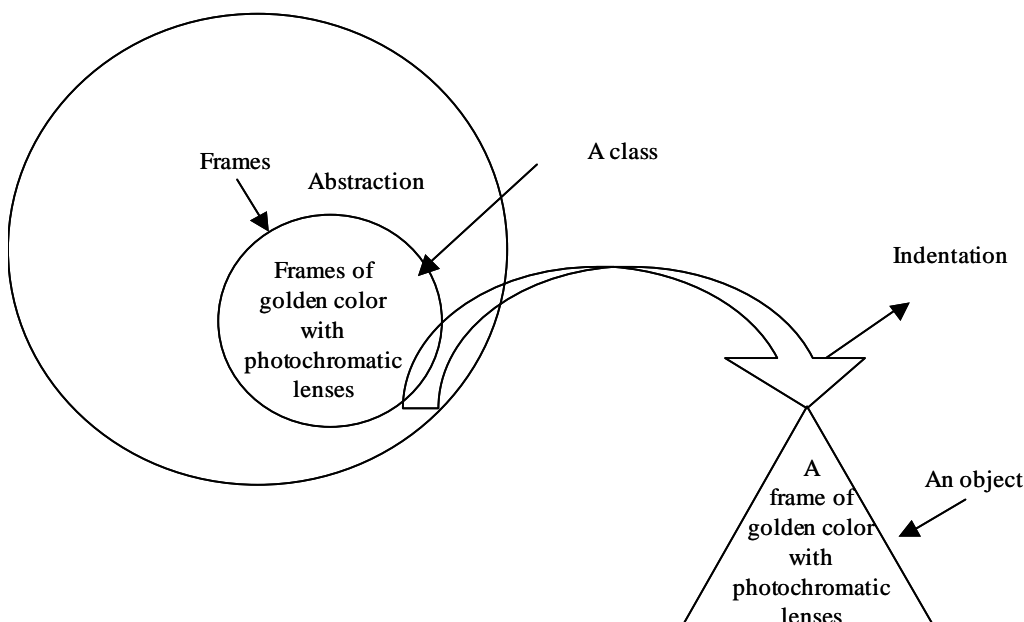 A class
Frames
Abstraction
Indentation
Frames of
golden color
with
photochromatic
lenses
A
frame of
golden color
with
photochromatic
lenses
An object